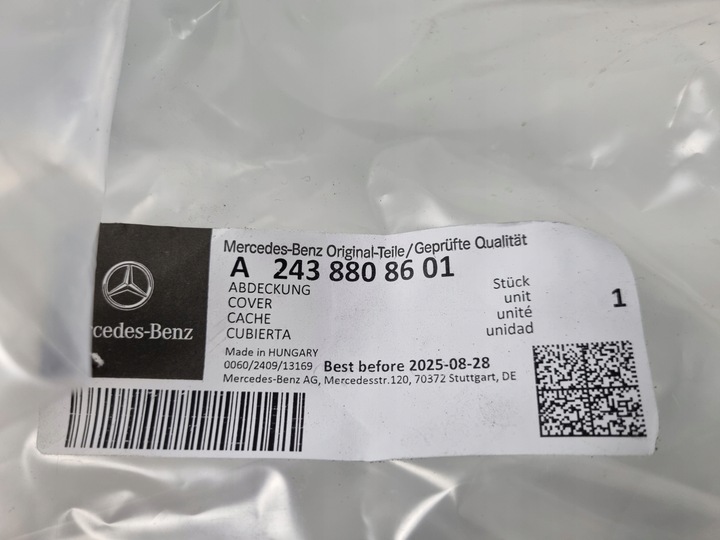 Mercedes-Benz Original-Teile/Geprüfte Qualität
A 243 880 86 01
ABDECKUNG
COVER
CACHE
CUBIERTA
Stück
unit
unité
unidad
1
cedes-Benz
Made in HUNGARY
0060/2409/13169 Best before 2025-08-28
Mercedes-Benz AG, Mercedesstr.120, 70372 Stuttgart, DE